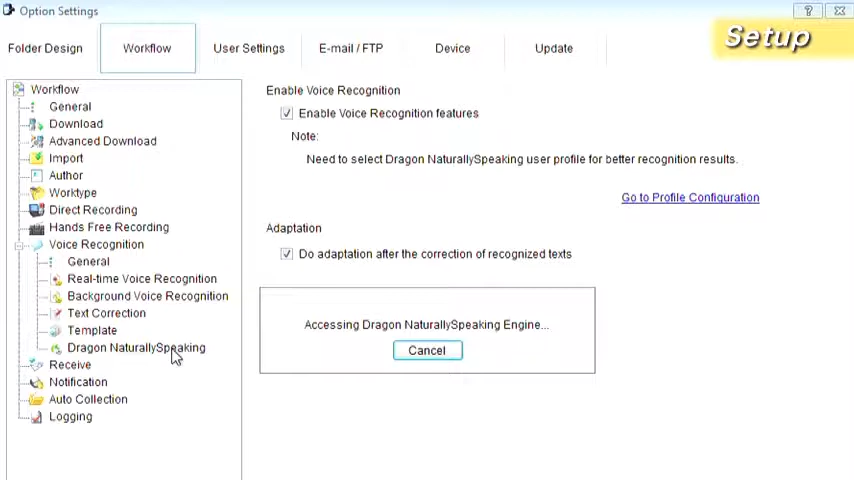 Option Settings
Setup
Folder Design
Workflow
User Settings
E-mail / FTP
Device
Update
Workflow
General
Download
Advanced Download
Import
Author
Worktype
Direct Recording
Hands Free Recording
Voice Recognition
General
Real-time Voice Recognition
Background Voice Recognition
Text Correction
Template
Dragon NaturallySpeaking
Receive
Notification
Auto Collection
Logging
Enable Voice Recognition
Enable Voice Recognition features
Note:
Need to select Dragon NaturallySpeaking user profile for better recognition results.
Go to Profile Configuration
Adaptation
Do adaptation after the correction of recognized texts
Accessing Dragon NaturallySpeaking Engine...
Cancel